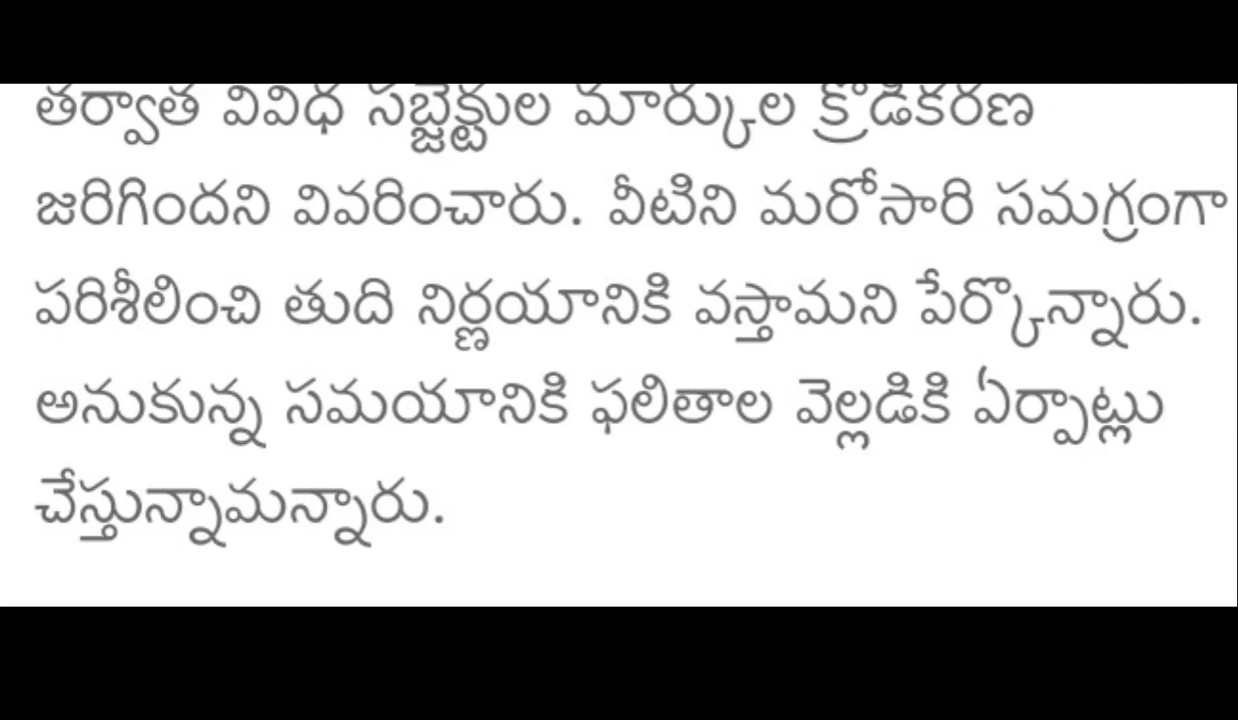 తర్వాత వివిధ సబ్జెక్టుల మార్కుల క్రోడీకరణ
జరిగిందని వివరించారు. వీటిని మరోసారి సమగ్రంగా
పరిశీలించి తుది నిర్ణయానికి వస్తామని పేర్కొన్నారు.
అనుకున్న సమయానికి ఫలితాల వెల్లడికి ఏర్పాట్లు
చేస్తున్నామన్నారు.